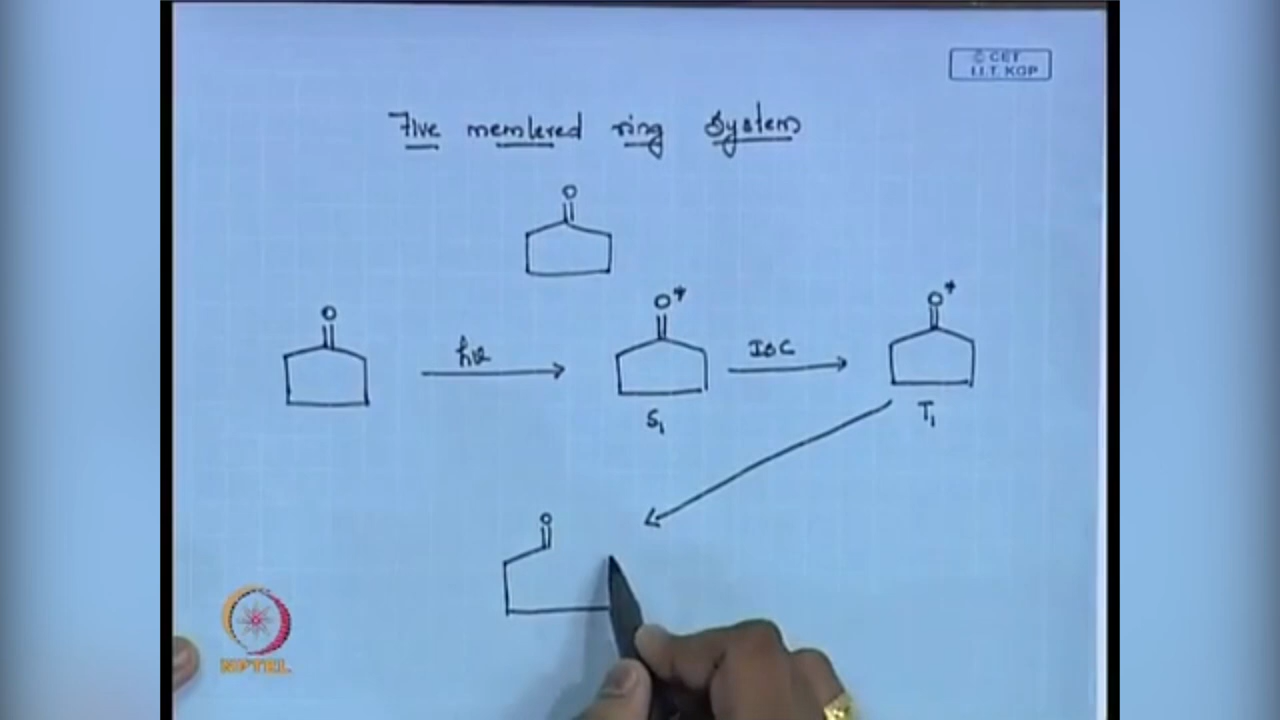 © CET
I.I.T. KGP
Five membered ring system
O
O
hν
O*
ISC
O*
S₁
T₁
O
NPTEL